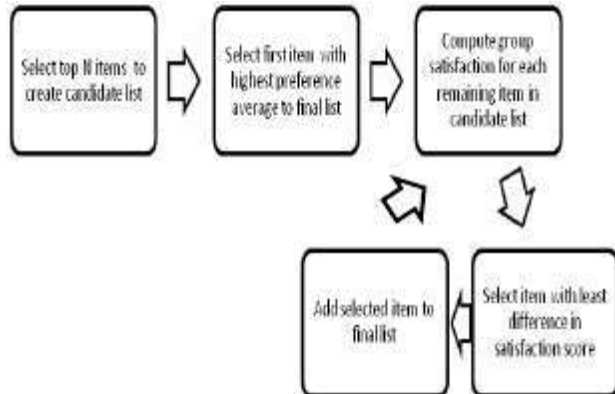 Select top N items to
create candidate list
Select first item with
highest preference
average to final list
Compute group
satisfaction for each
remaining item in
candidate list
Select item with least
difference in
satisfaction score
Add selected item to
final list